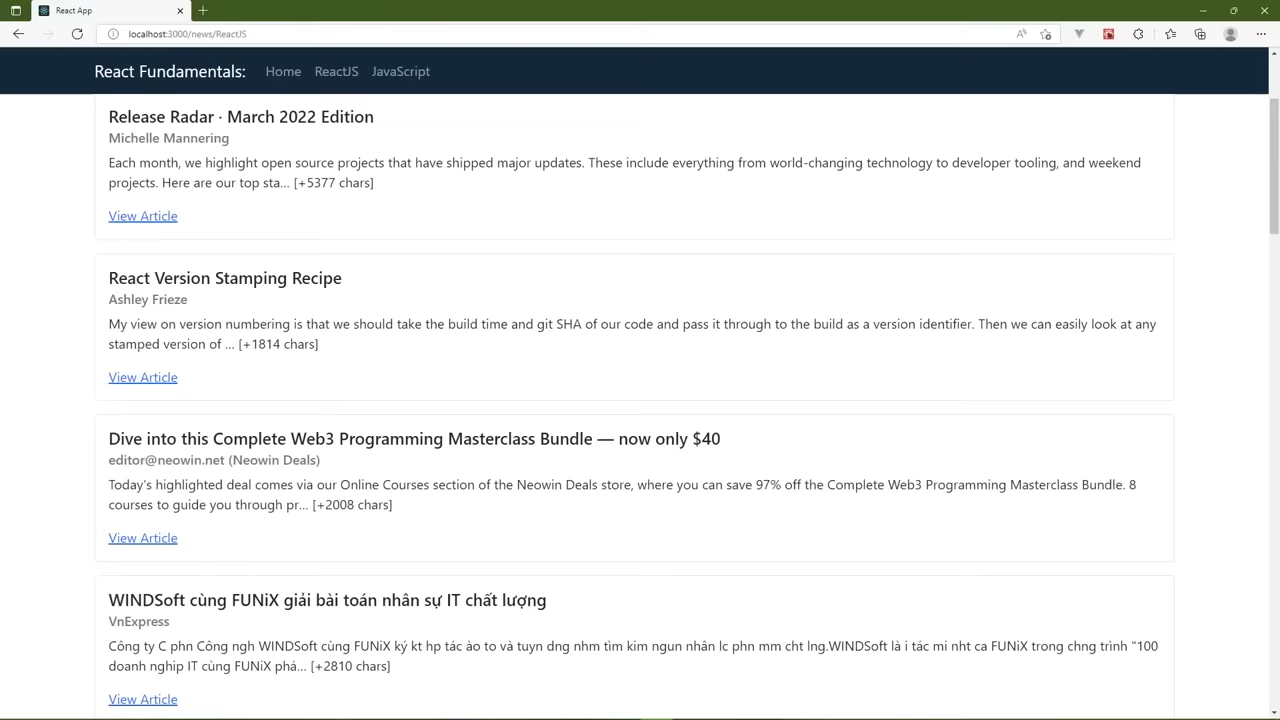 React App
localhost:3000/news/ReactJS
React Fundamentals: Home ReactJS JavaScript
Release Radar · March 2022 Edition
Michelle Mannering
Each month, we highlight open source projects that have shipped major updates. These include everything from world-changing technology to developer tooling, and weekend
projects. Here are our top sta… [+5377 chars]
View Article
React Version Stamping Recipe
Ashley Frieze
My view on version numbering is that we should take the build time and git SHA of our code and pass it through to the build as a version identifier. Then we can easily look at any
stamped version of … [+1814 chars]
View Article
Dive into this Complete Web3 Programming Masterclass Bundle — now only $40
editor@neowin.net (Neowin Deals)
Today's highlighted deal comes via our Online Courses section of the Neowin Deals store, where you can save 97% off the Complete Web3 Programming Masterclass Bundle. 8
courses to guide you through pr… [+2008 chars]
View Article
WINDSoft cùng FUNiX giải bài toán nhân sự IT chất lượng
VnExpress
Công ty C phn Công ngh WINDSoft cùng FUNiX ký kt hp tác ào to và tuyn dng nhm tìm kim ngun nhân lc phn mm cht lng.WINDSoft là i tác mi nht ca FUNiX trong chng trình "100
doanh nghip IT cùng FUNiX phá… [+2810 chars]
View Article